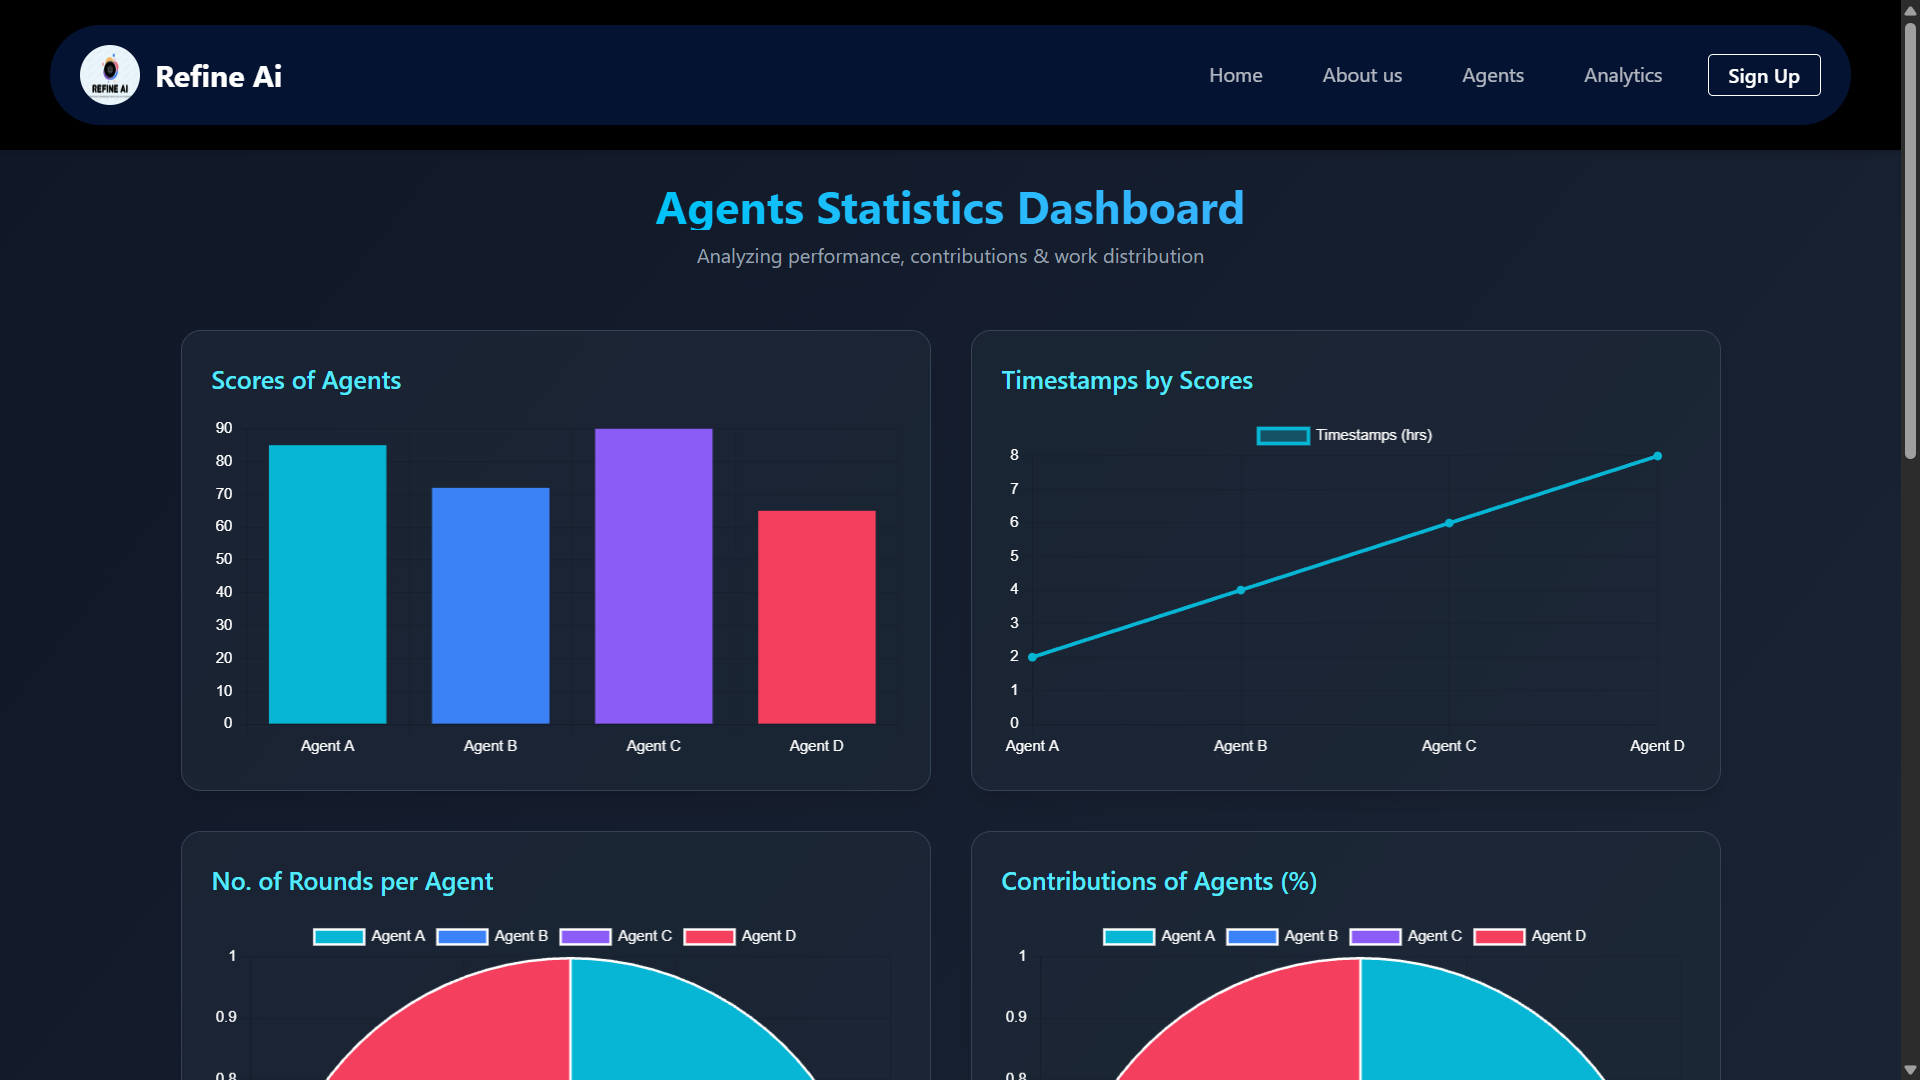 REFINE AI
Refine Ai
Home
About us
Agents
Analytics
Sign Up
Agents Statistics Dashboard
Analyzing performance, contributions & work distribution
Scores of Agents
90
80
70
60
50
40
30
20
10
0
Agent A
Agent B
Agent C
Agent D
Timestamps by Scores
Timestamps (hrs)
8
7
6
5
4
3
2
1
0
Agent A
Agent B
Agent C
Agent D
No. of Rounds per Agent
Agent A
Agent B
Agent C
Agent D
1
0.9
0.8
Contributions of Agents (%)
Agent A
Agent B
Agent C
Agent D
1
0.9
0.8